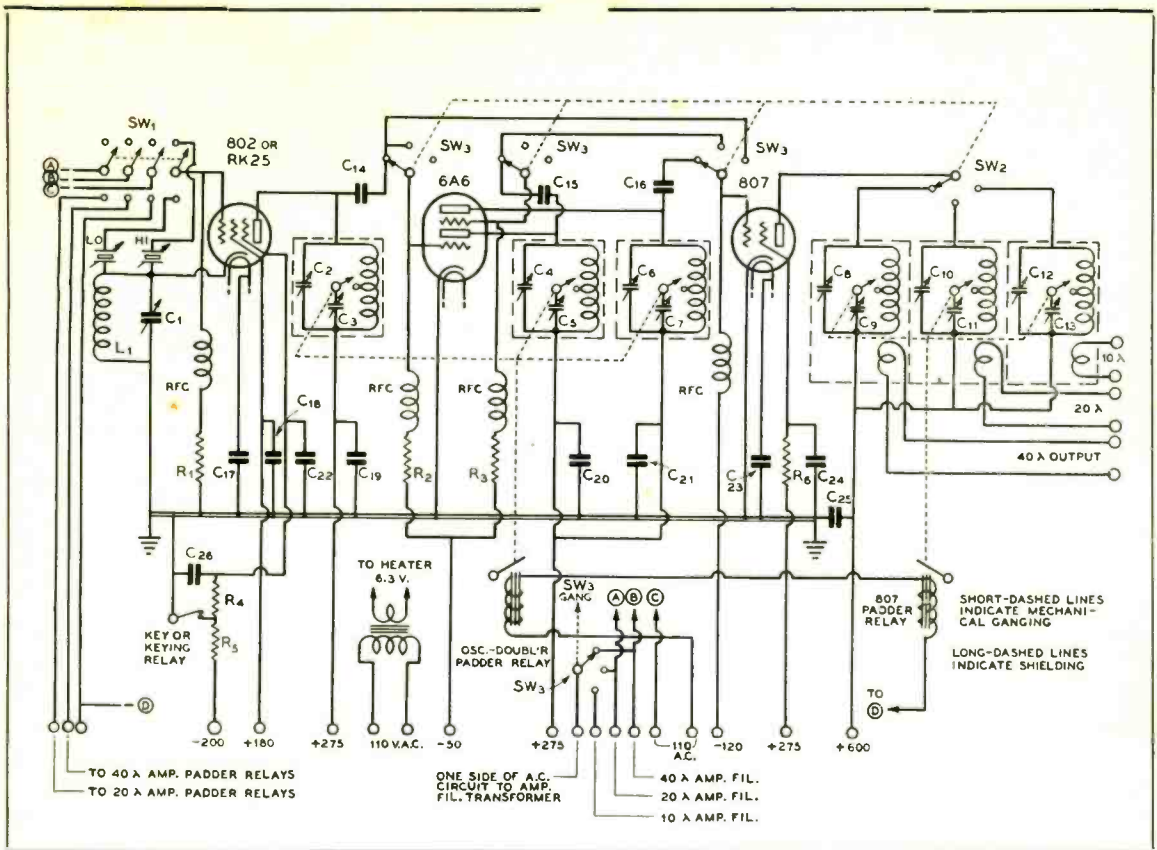 SW1
802 OR
RK25
A
B
C
LO
HI
C1
L1
RFC
R1
C17
C18
C22
C19
C14
C2
C3
SW3
6A6
SW3
C15
C16
SW3
807
C4
C5
C6
C7
RFC
RFC
R2
R3
C20
C21
RFC
C23
R6
C24
C25
SW2
C8
C9
C10
C11
C12
C13
10 λ
20 λ
40 λ OUTPUT
C26
R4
R5
KEY OR
KEYING
RELAY
D
TO HEATER
6.3 V.
OSC.-DOUBL'R
PADDER RELAY
SW3
GANG
SW3
A B C
807
PADDER
RELAY
TO
D
SHORT-DASHED LINES
INDICATE MECHANI-
CAL GANGING
LONG-DASHED LINES
INDICATE SHIELDING
-200
+180
+275
110 V.A.C.
-50
+275
110
A.C.
-120
+275
+600
TO 40 λ AMP. PADDER RELAYS
TO 20 λ AMP. PADDER RELAYS
ONE SIDE OF A.C.
CIRCUIT TO AMP.
FIL. TRANSFORMER
40 λ AMP. FIL.
20 λ AMP. FIL.
10 λ AMP. FIL.